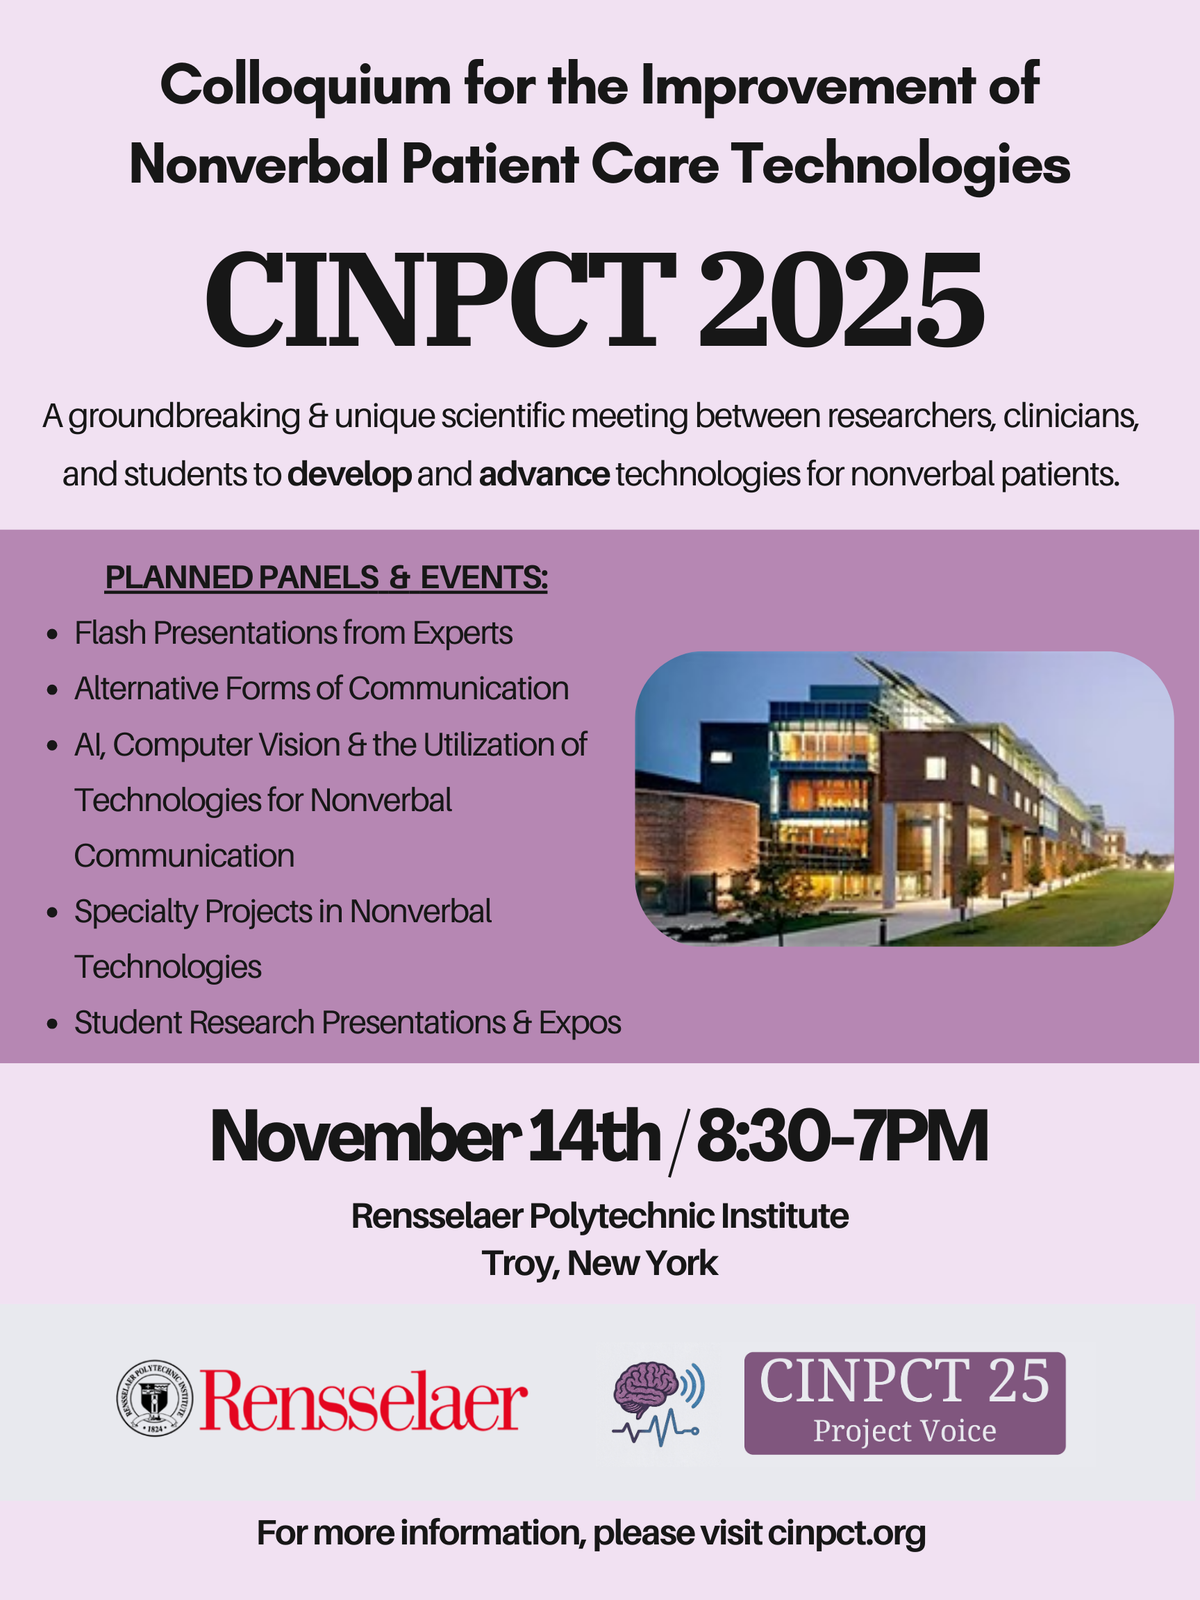 Colloquium for the Improvement of
Nonverbal Patient Care Technologies
CINPCT 2025
A groundbreaking & unique scientific meeting between researchers, clinicians,
and students to develop and advance technologies for nonverbal patients.
PLANNED PANELS & EVENTS:
• Flash Presentations from Experts
• Alternative Forms of Communication
• AI, Computer Vision & the Utilization of
Technologies for Nonverbal
Communication
• Specialty Projects in Nonverbal
Technologies
• Student Research Presentations & Expos
November 14th / 8:30-7PM
Rensselaer Polytechnic Institute
Troy, New York
RENSSELAER POLYTECHNIC INSTITUTE
• 1824 •
Rensselaer
CINPCT 25
Project Voice
For more information, please visit cinpct.org